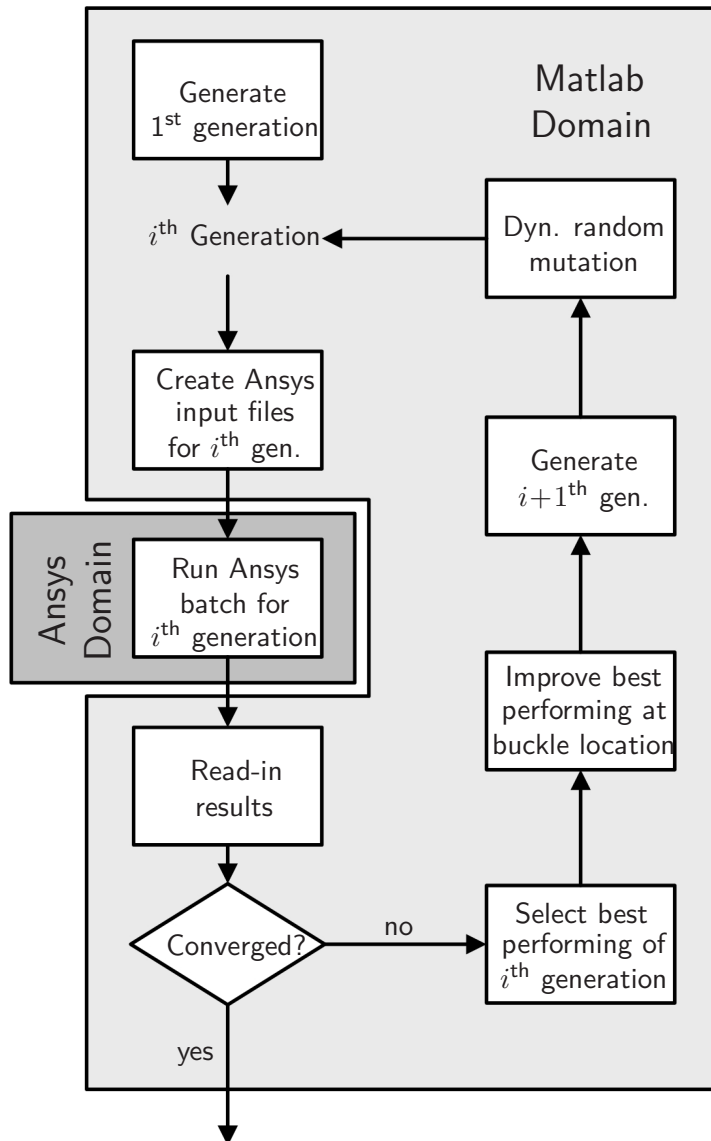 Generate
1st generation
Matlab
Domain
ith Generation
Dyn. random
mutation
Create Ansys
input files
for ith gen.
Generate
i+1th gen.
Ansys
Domain
Run Ansys
batch for
ith generation
Improve best
performing at
buckle location
Read-in
results
Converged?
no
Select best
performing of
ith generation
yes